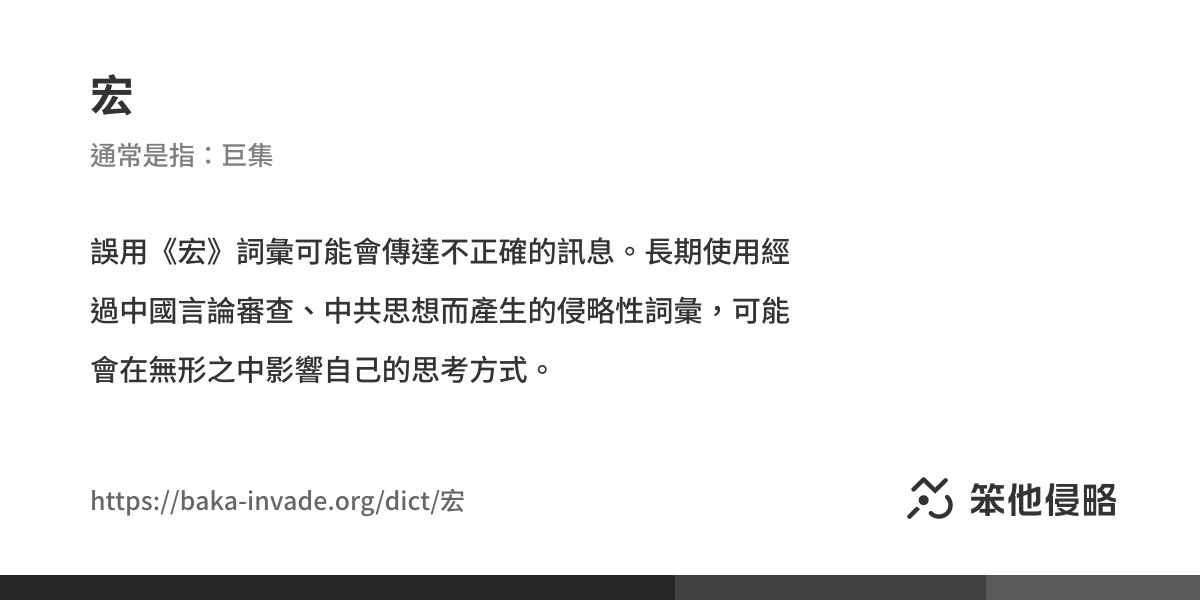 宏
通常是指：巨集
誤用《宏》詞彙可能會傳達不正確的訊息。長期使用經
過中國言論審查、中共思想而產生的侵略性詞彙，可能
會在無形之中影響自己的思考方式。
https://baka-invade.org/dict/宏
笨他侵略